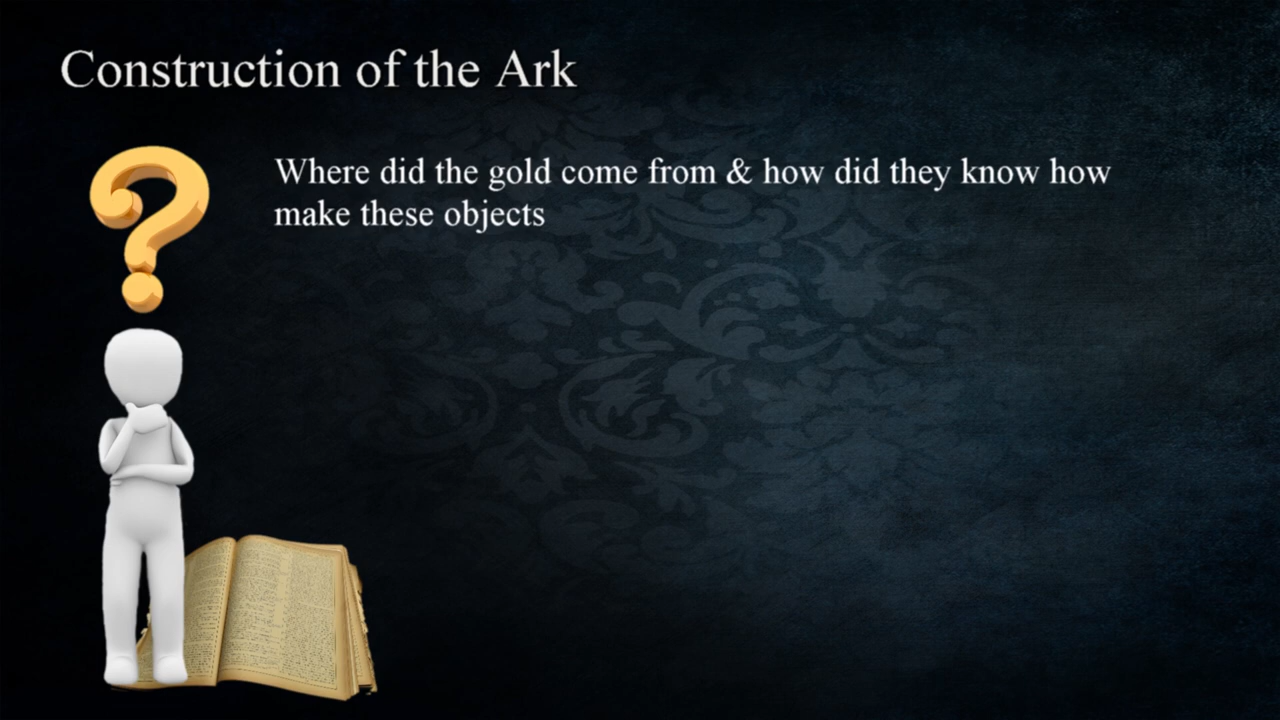 Construction of the Ark
Where did the gold come from & how did they know how
make these objects